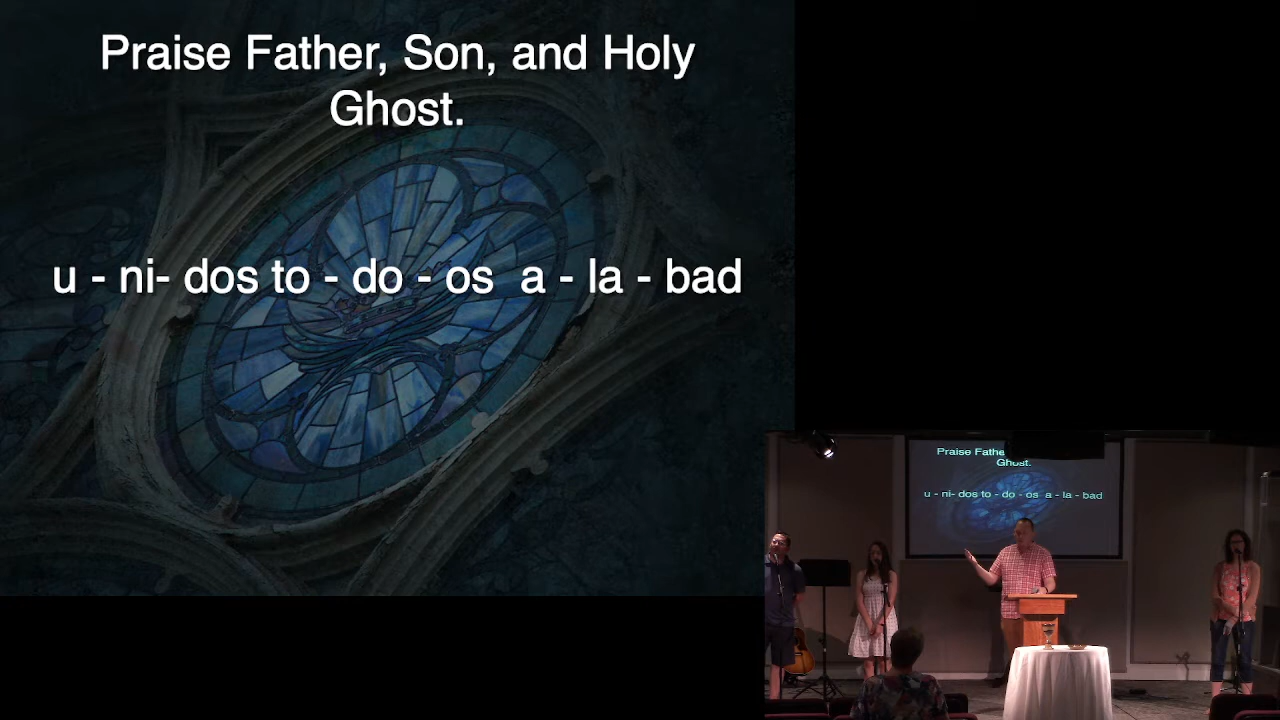 Praise Father, Son, and Holy
Ghost.
u - ni- dos to - do - os  a - la - bad
Praise Fathe
Ghost.
u - ni- dos to - do - os  a - la - bad